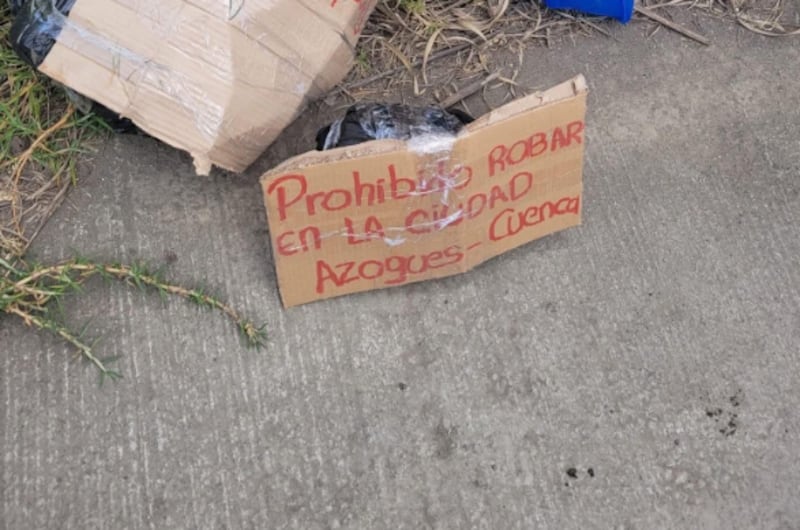 Prohibido ROBAR
EN LA CIUDAD
AZOGUES - Cuenca